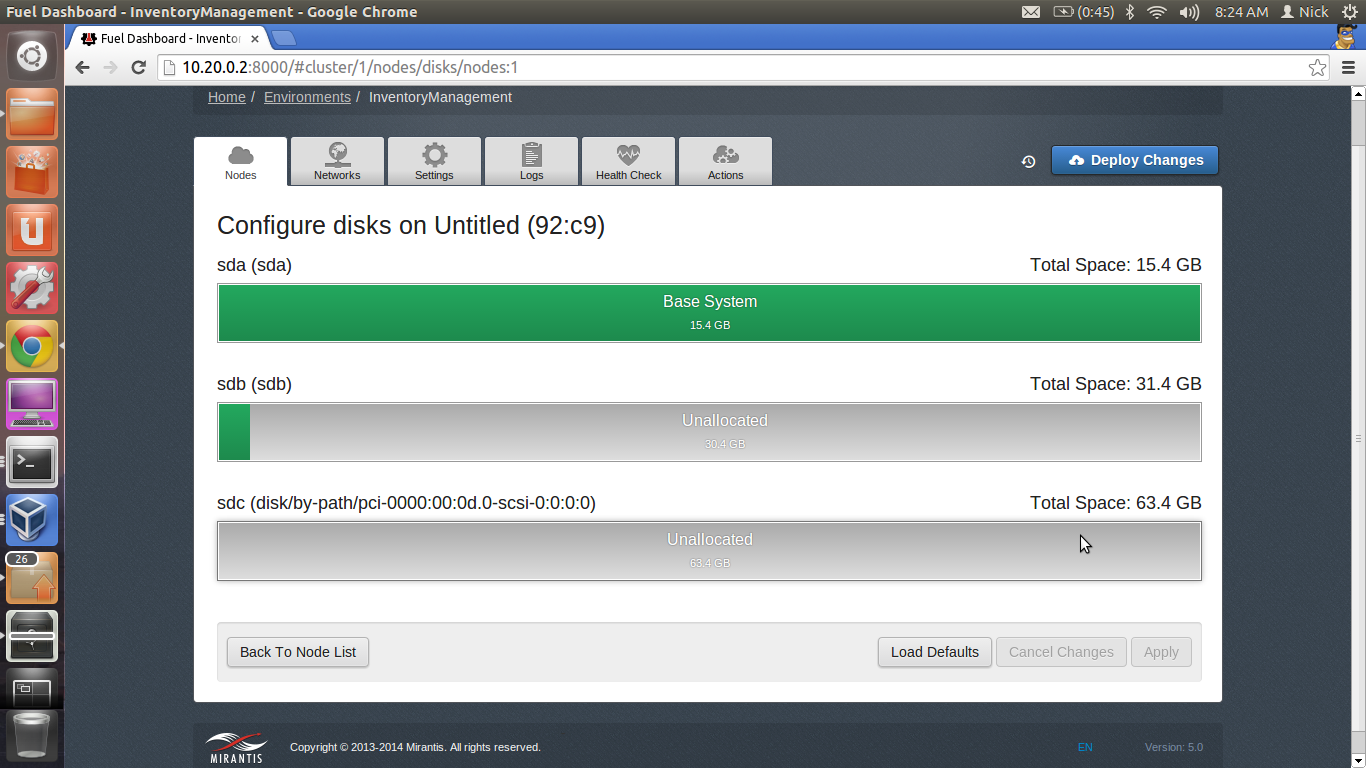 Fuel Dashboard - InventoryManagement - Google Chrome
(0:45)
8:24 AM
Nick
Fuel Dashboard - Inventor
10.20.0.2:8000/#cluster/1/nodes/disks/nodes:1
Home / Environments / InventoryManagement
Nodes
Networks
Settings
Logs
Health Check
Actions
Deploy Changes
Configure disks on Untitled (92:c9)
sda (sda)
Total Space: 15.4 GB
Base System
15.4 GB
sdb (sdb)
Total Space: 31.4 GB
Unallocated
30.4 GB
sdc (disk/by-path/pci-0000:00:0d.0-scsi-0:0:0:0)
Total Space: 63.4 GB
Unallocated
63.4 GB
26
Back To Node List
Load Defaults
Cancel Changes
Apply
MIRANTIS
Copyright © 2013-2014 Mirantis. All rights reserved.
EN
Version: 5.0